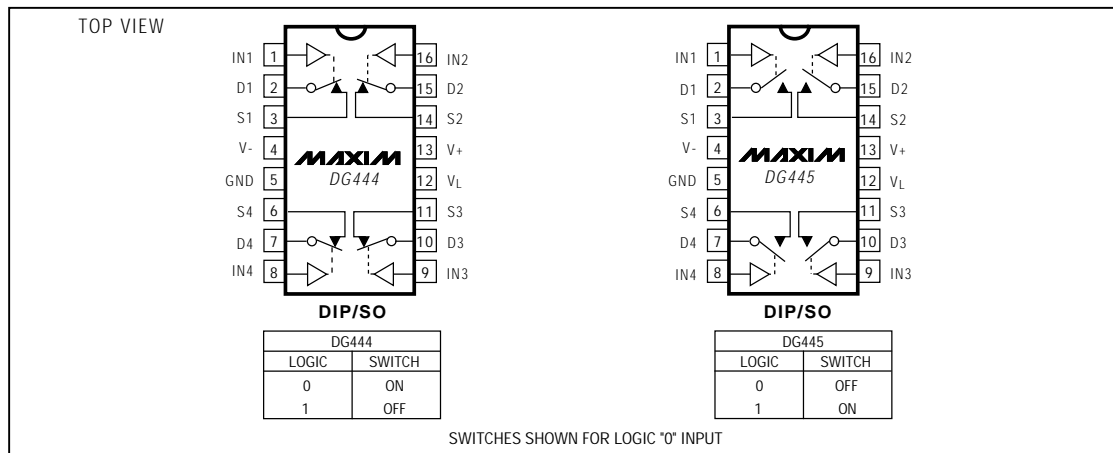 TOP VIEW
IN1 1 16 IN2
D1 2 15 D2
S1 3 14 S2
V- 4 13 V+
GND 5 12 VL
S4 6 11 S3
D4 7 10 D3
IN4 8 9 IN3
MAXIM
DG444
DIP/SO
DG444
LOGIC SWITCH
0 ON
1 OFF
IN1 1 16 IN2
D1 2 15 D2
S1 3 14 S2
V- 4 13 V+
GND 5 12 VL
S4 6 11 S3
D4 7 10 D3
IN4 8 9 IN3
MAXIM
DG445
DIP/SO
DG445
LOGIC SWITCH
0 OFF
1 ON
SWITCHES SHOWN FOR LOGIC "0" INPUT